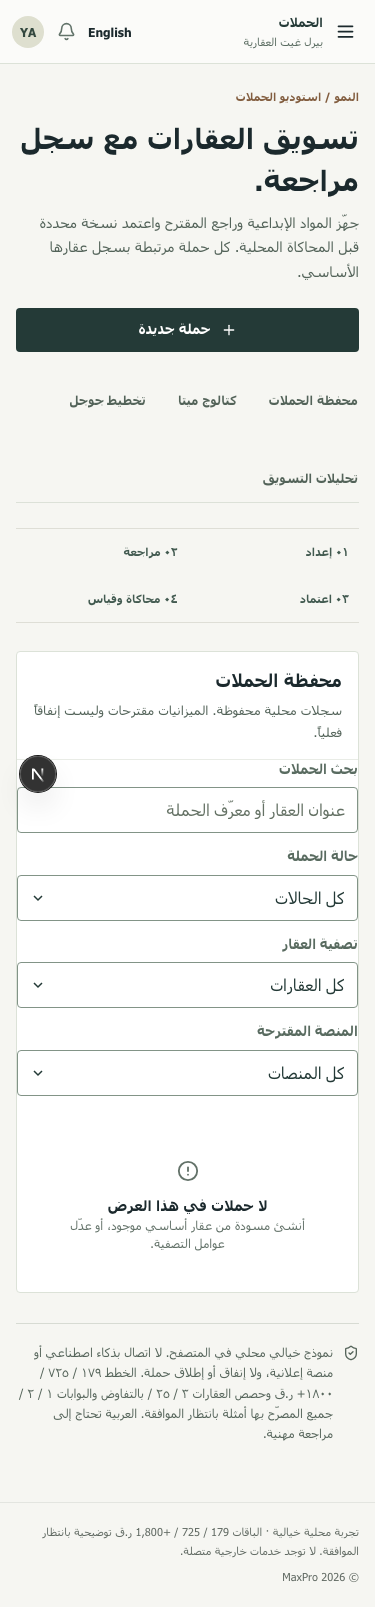 الحملات
بيرل غيت العقارية
English
YA
النمو / استوديو الحملات
تسويق العقارات مع سجل
مراجعة.
جهّز المواد الإبداعية وراجع المقترح واعتمد نسخة محددة
قبل المحاكاة المحلية. كل حملة مرتبطة بسجل عقارها
الأساسي.
+ حملة جديدة
محفظة الحملات كتالوج ميتا تخطيط جوجل
تحليلات التسويق
٠١ إعداد ٠٢ مراجعة
٠٣ اعتماد ٠٤ محاكاة وقياس
محفظة الحملات
سجلات محلية محفوظة. الميزانيات مقترحات وليست إنفاقاً
فعلياً.
بحث الحملات
عنوان العقار أو معرّف الحملة
حالة الحملة
كل الحالات
تصفية العقار
كل العقارات
المنصة المقترحة
كل المنصات
لا حملات في هذا العرض
أنشئ مسودة من عقار أساسي موجود، أو عدّل
عوامل التصفية.
نموذج خيالي محلي في المتصفح. لا اتصال بذكاء اصطناعي أو
منصة إعلانية، ولا إنفاق أو إطلاق حملة. الخطط ١٧٩ / ٧٢٥ /
١٨٠٠+ ر.ق وحصص العقارات ٣ / ٢٥ / بالتفاوض والبوابات ١ / ٢ /
جميع المصرّح بها أمثلة بانتظار الموافقة. العربية تحتاج إلى
مراجعة مهنية.
تجربة محلية خيالية · الباقات 179 / 725 / +1,800 ر.ق توضيحية بانتظار
الموافقة. لا توجد خدمات خارجية متصلة.
© 2026 MaxPro